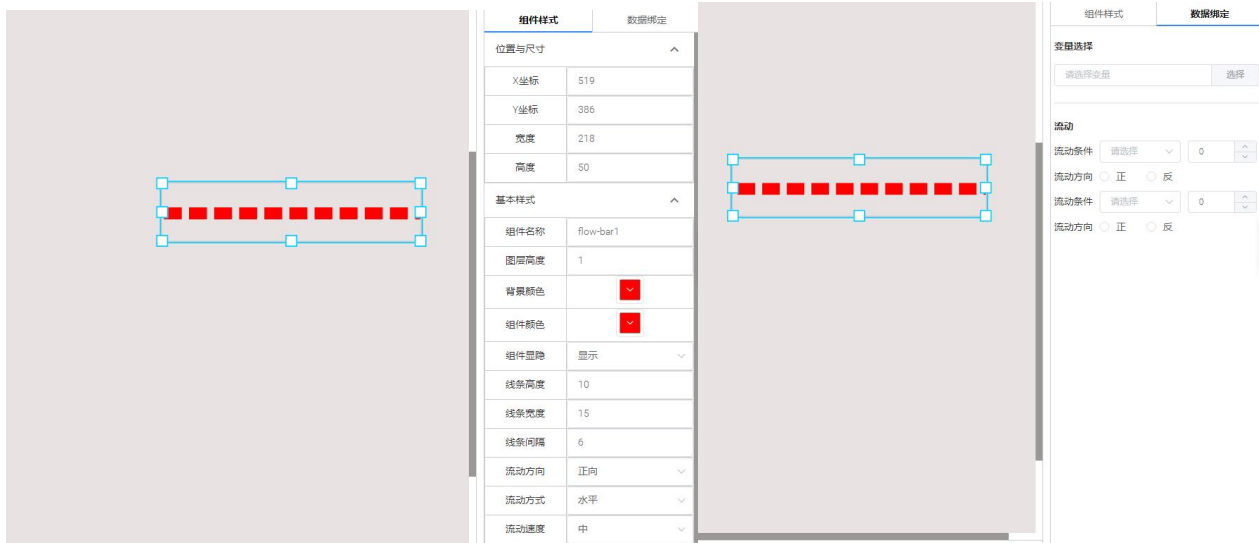 组件样式 数据绑定
位置与尺寸
X坐标 519
Y坐标 386
宽度 218
高度 50
基本样式
组件名称 flow-bar1
图层高度 1
背景颜色
组件颜色
组件显隐 显示
线条高度 10
线条宽度 15
线条间隔 6
流动方向 正向
流动方式 水平
流动速度 中
组件样式 数据绑定
变量选择
请选择变量 选择
流动
流动条件 请选择 0
流动方向 正 反
流动条件 请选择 0
流动方向 正 反